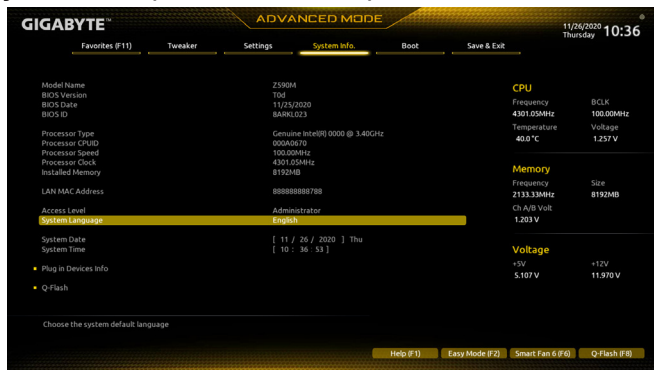 GIGABYTE™
ADVANCED MODE
11/26/2020 Thursday 10:36
Favorites (F11) Tweaker Settings System Info. Boot Save & Exit
Model Name Z590M
BIOS Version T0d
BIOS Date 11/25/2020
BIOS ID 8ARKL023
Processor Type Genuine Intel(R) 0000 @ 3.40GHz
Processor CPUID 000A0670
Processor Speed 100.00MHz
Processor Clock 4301.05MHz
Installed Memory 8192MB
LAN MAC Address 888888888788
Access Level Administrator
System Language English
System Date [ 11 / 26 / 2020 ] Thu
System Time [ 10 : 36 : 53 ]
Plug in Devices Info
Q-Flash
Choose the system default language
CPU
Frequency BCLK
4301.05MHz 100.00MHz
Temperature Voltage
40.0 °C 1.257 V
Memory
Frequency Size
2133.33MHz 8192MB
Ch A/B Volt
1.203 V
Voltage
+5V +12V
5.107 V 11.970 V
Help (F1) Easy Mode (F2) Smart Fan 6 (F6) Q-Flash (F8)